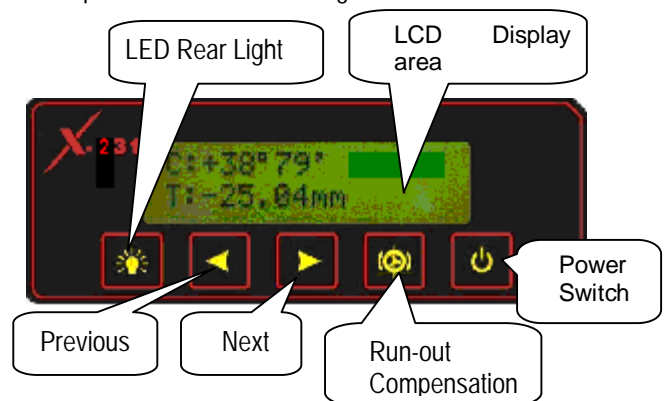 LED Rear Light
LCD Display
area
X-231
C:+38°79'
T:-25.04mm
Power
Switch
Previous
Next
Run-out
Compensation